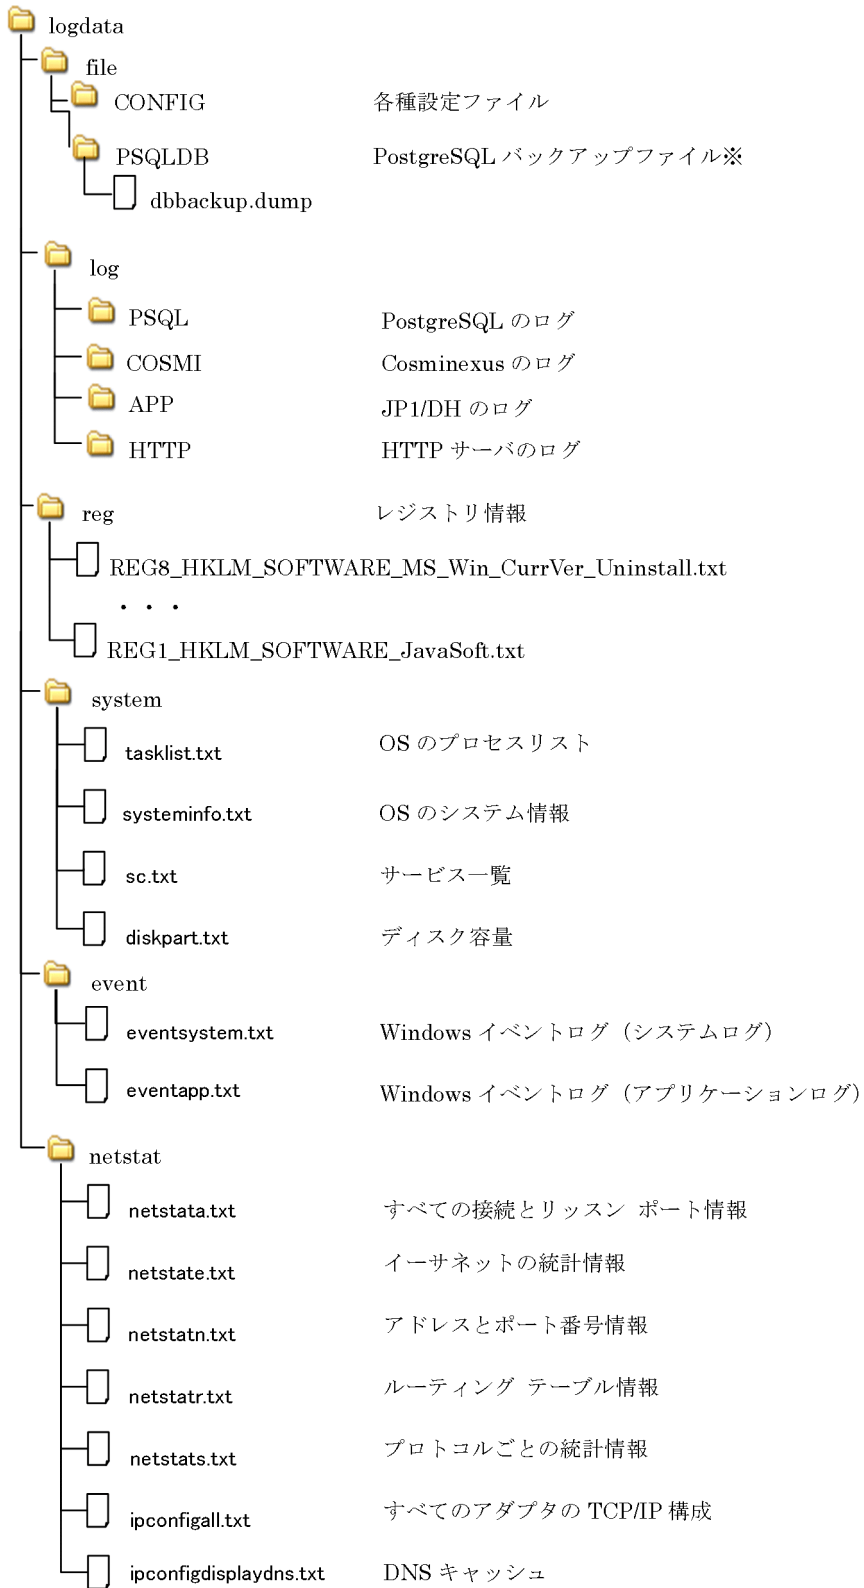 logdata
file
CONFIG 各種設定ファイル
PSQLDB PostgreSQL バックアップファイル※
dbbackup.dump
log
PSQL PostgreSQL のログ
COSMI Cosminexus のログ
APP JP1/DH のログ
HTTP HTTP サーバのログ
reg レジストリ情報
REG8_HKLM_SOFTWARE_MS_Win_CurrVer_Uninstall.txt
・・・
REG1_HKLM_SOFTWARE_JavaSoft.txt
system
tasklist.txt OS のプロセスリスト
systeminfo.txt OS のシステム情報
sc.txt サービス一覧
diskpart.txt ディスク容量
event
eventsystem.txt Windows イベントログ（システムログ）
eventapp.txt Windows イベントログ（アプリケーションログ）
netstat
netstata.txt すべての接続とリッスン ポート情報
netstate.txt イーサネットの統計情報
netstatn.txt アドレスとポート番号情報
netstatr.txt ルーティング テーブル情報
netstats.txt プロトコルごとの統計情報
ipconfigall.txt すべてのアダプタの TCP/IP 構成
ipconfigdisplaydns.txt DNS キャッシュ